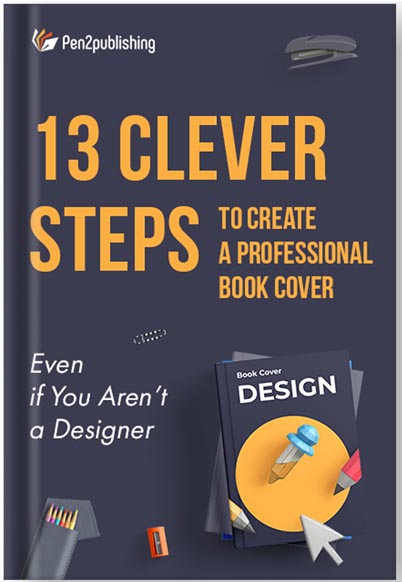 Pen2publishing
13 CLEVER
STEPS
TO CREATE
A PROFESSIONAL
BOOK COVER
Even
if You Aren't
a Designer
Book Cover
DESIGN